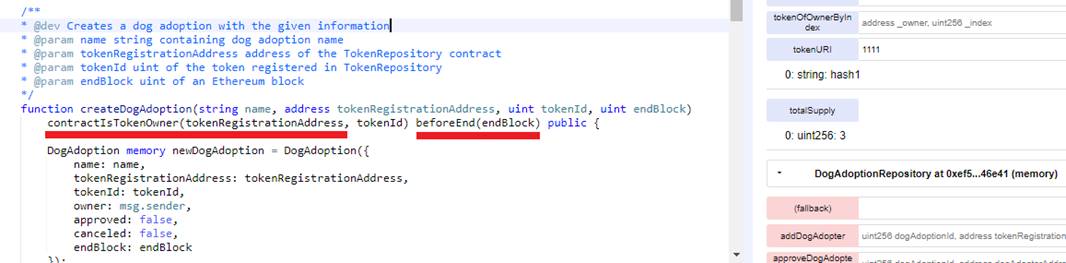 /**
* @dev Creates a dog adoption with the given information
* @param name string containing dog adoption name
* @param tokenRegistrationAddress address of the TokenRepository contract
* @param tokenId uint of the token registered in TokenRepository
* @param endBlock uint of an Ethereum block
*/
function createDogAdoption(string name, address tokenRegistrationAddress, uint tokenId, uint endBlock)
contractIsTokenOwner(tokenRegistrationAddress, tokenId) beforeEnd(endBlock) public {
DogAdoption memory newDogAdoption = DogAdoption({
name: name,
tokenRegistrationAddress: tokenRegistrationAddress,
tokenId: tokenId,
owner: msg.sender,
approved: false,
canceled: false,
endBlock: endBlock
});
tokenOfOwnerByIn
dex
address _owner, uint256 _index
tokenURI
1111
0: string: hash1
totalSupply
0: uint256: 3
DogAdoptionRepository at 0xef5...46e41 (memory)
(fallback)
addDogAdopter
uint256 dogAdoptionId, address tokenRegistration
approveDogAdopte